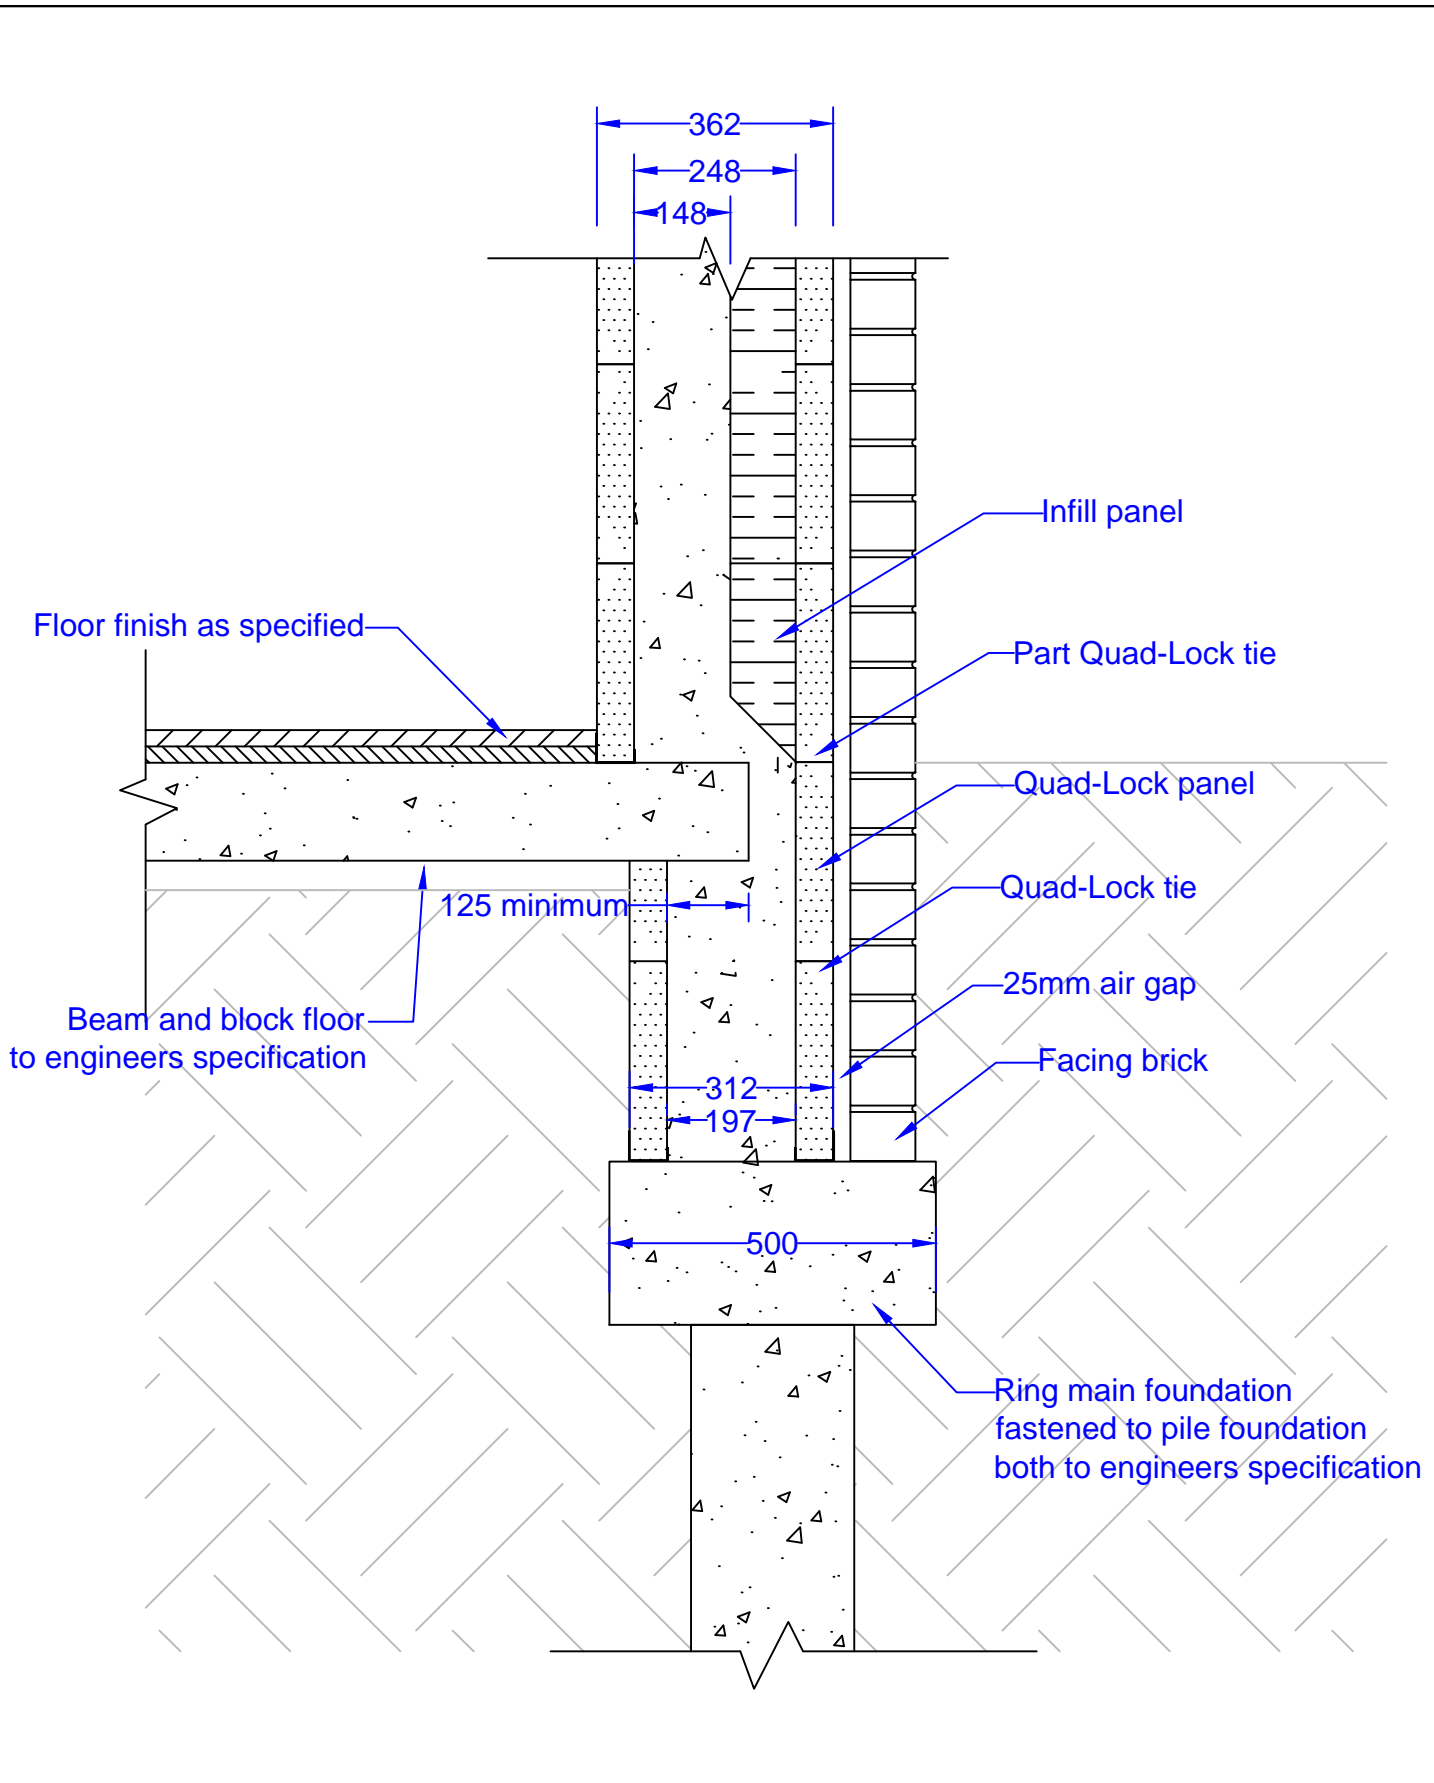 362
248
148
Infill panel
Floor finish as specified
Part Quad-Lock tie
Quad-Lock panel
Quad-Lock tie
125 minimum
25mm air gap
Beam and block floor
to engineers specification
Facing brick
312
197
500
Ring main foundation
fastened to pile foundation
both to engineers specification